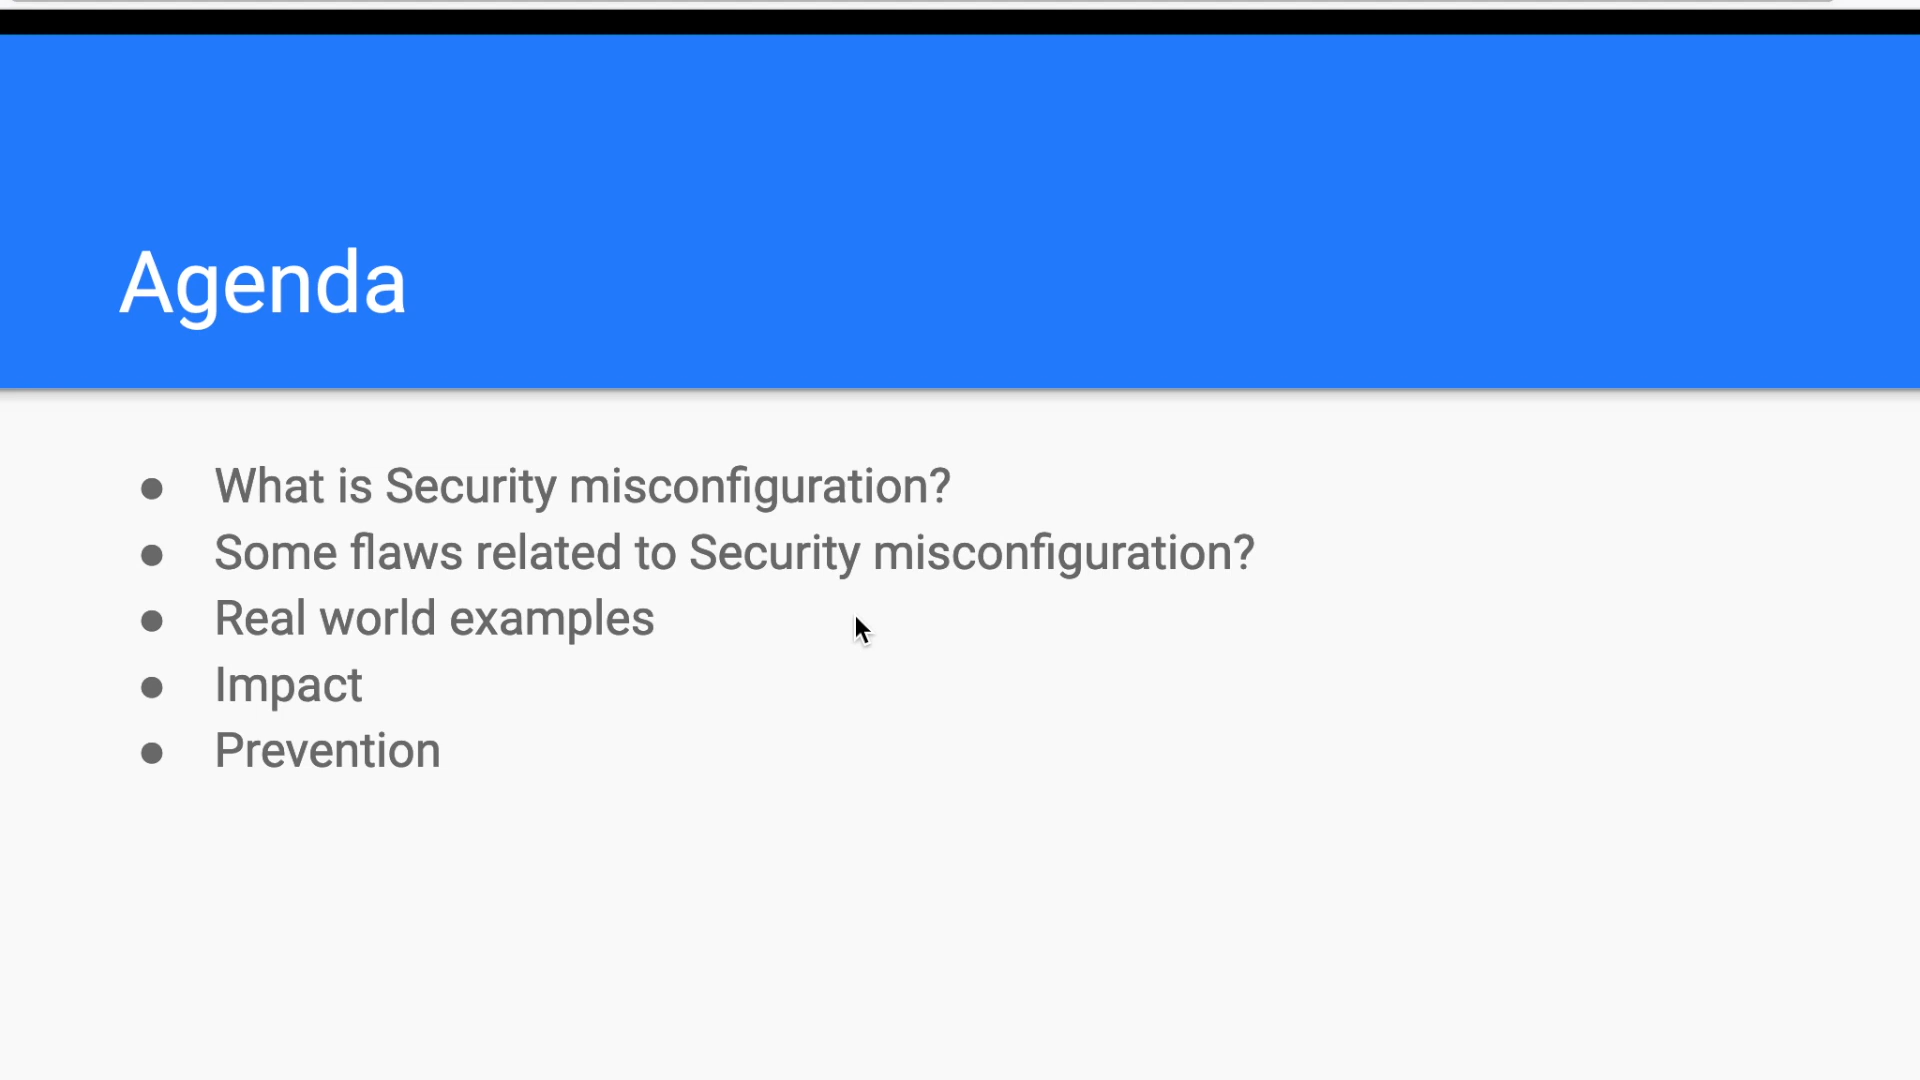 Agenda
● What is Security misconfiguration?
● Some flaws related to Security misconfiguration?
● Real world examples
● Impact
● Prevention